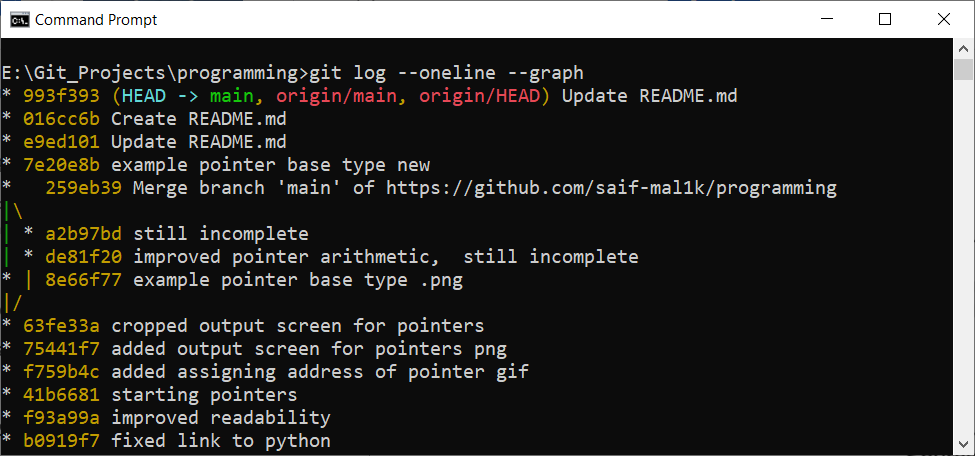 Command Prompt
E:\Git_Projects\programming>git log --oneline --graph
* 993f393 (HEAD -> main, origin/main, origin/HEAD) Update README.md
* 016cc6b Create README.md
* e9ed101 Update README.md
* 7e20e8b example pointer base type new
*   259eb39 Merge branch 'main' of https://github.com/saif-mal1k/programming
|\
| * a2b97bd still incomplete
| * de81f20 improved pointer arithmetic,  still incomplete
* | 8e66f77 example pointer base type .png
|/
* 63fe33a cropped output screen for pointers
* 75441f7 added output screen for pointers png
* f759b4c added assigning address of pointer gif
* 41b6681 starting pointers
* f93a99a improved readability
* b0919f7 fixed link to python